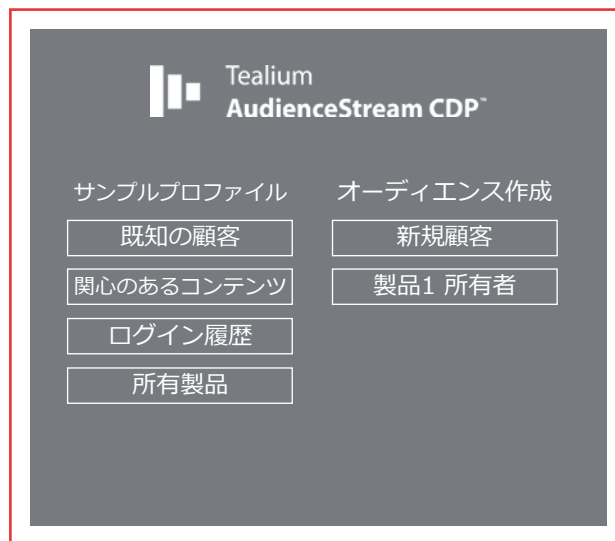 Tealium
AudienceStream CDP™
サンプルプロファイル
既知の顧客
関心のあるコンテンツ
ログイン履歴
所有製品
オーディエンス作成
新規顧客
製品1 所有者